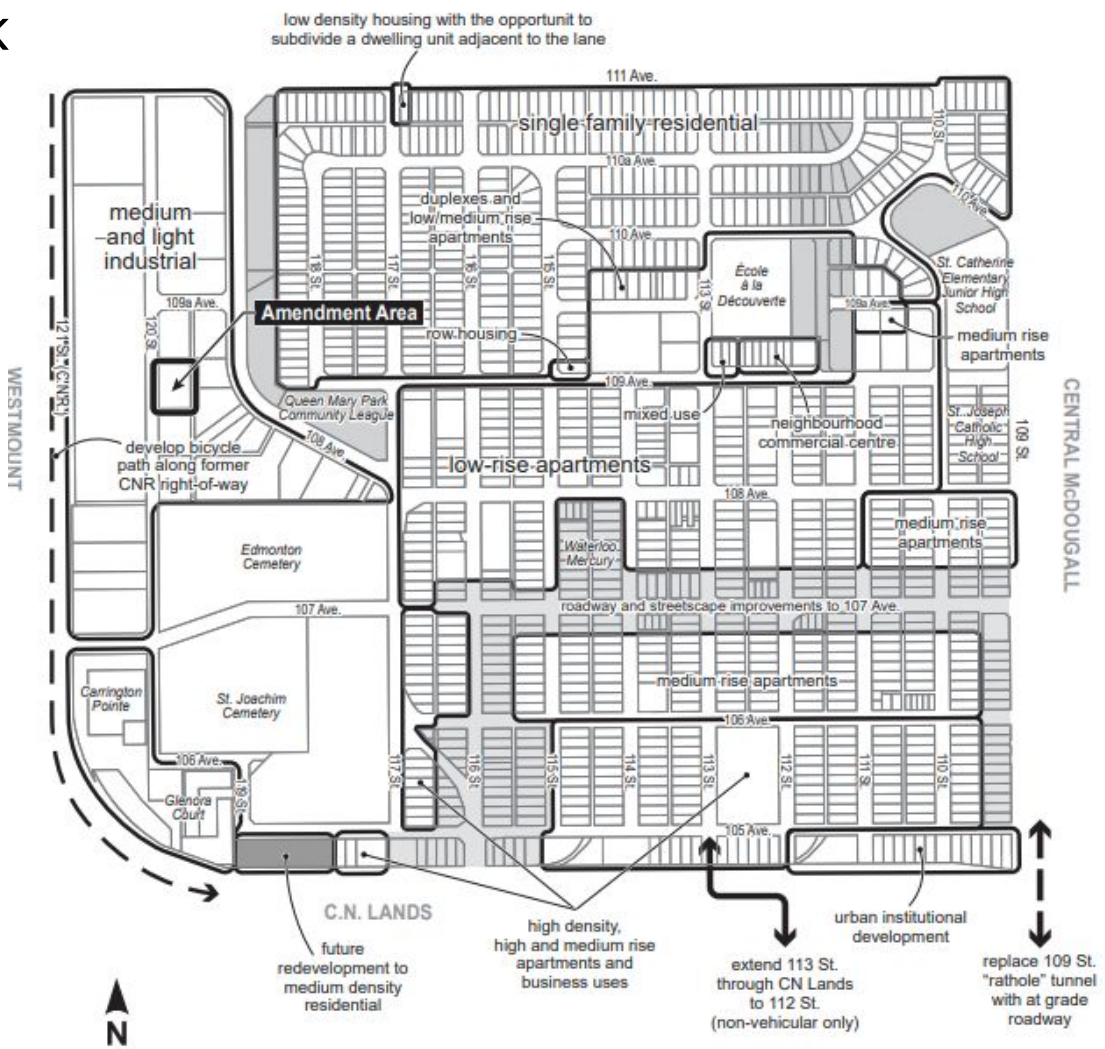 K
low density housing with the opportunit to
subdivide a dwelling unit adjacent to the lane
111 Ave.
single family residential
110 St.
110a Ave.
110 Ave.
medium
and light
industrial
duplexes and
low/medium rise
apartments
110 Ave.
118 St.
117 St.
116 St.
115 St.
113 St.
École
à la
Découverte
St. Catherine
Elementary
Junior High
School
109a Ave.
109a Ave.
Amendment Area
120 St.
121 St. (C.N.R.)
row housing
medium rise
apartments
109 Ave.
WESTMOUNT
Queen Mary Park
Community League
mixed use
neighbourhood
commercial centre
St. Joseph
Catholic
High
School
109 St.
CENTRAL McDOUGALL
108 Ave.
develop bicycle
path along former
CNR right-of-way
low-rise apartments
108 Ave.
medium rise
apartments
Edmonton
Cemetery
Waterloo
Mercury
107 Ave.
roadway and streetscape improvements to 107 Ave.
Carrington
Pointe
St. Joachim
Cemetery
medium rise apartments
106 Ave.
106 Ave.
119 St.
Glenora
Court
117 St.
116 St.
115 St.
114 St.
113 St.
112 St.
111 St.
110 St.
105 Ave.
C.N. LANDS
future
redevelopment to
medium density
residential
high density,
high and medium rise
apartments and
business uses
extend 113 St.
through CN Lands
to 112 St.
(non-vehicular only)
urban institutional
development
replace 109 St.
“rathole” tunnel
with at grade
roadway
N